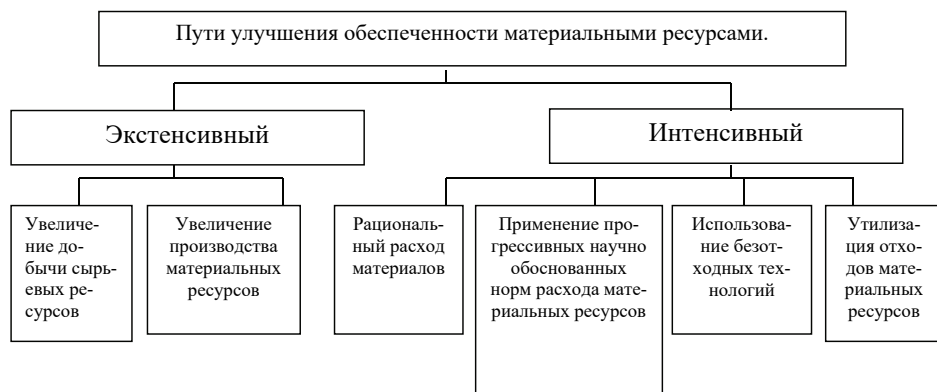 Пути улучшения обеспеченности материальными ресурсами.
Экстенсивный
Интенсивный
Увеличе-
ние до-
бычи сырь-
евых ре-
сурсов
Увеличение
производства
материальных
ресурсов
Рациональ-
ный расход
материалов
Применение про-
грессивных научно
обоснованных
норм расхода мате-
риальных ресурсов
Использова-
ние безот-
ходных тех-
нологий
Утилиза-
ция отхо-
дов мате-
риальных
ресурсов